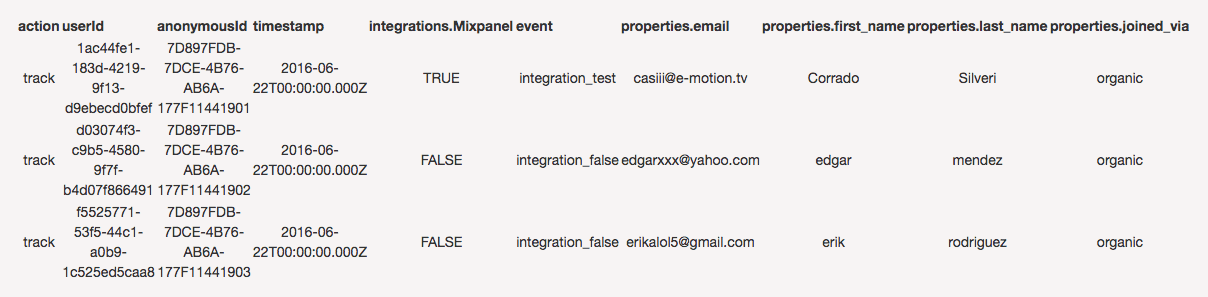 action userId anonymousId timestamp integrations.Mixpanel event properties.email properties.first_name properties.last_name properties.joined_via
1ac44fe1- 7D897FDB-
183d-4219- 7DCE-4B76- 2016-06-
track 9f13- AB6A- 22T00:00:00.000Z TRUE integration_test casiii@e-motion.tv Corrado Silveri organic
d9ebecd0bfef 177F11441901
d03074f3- 7D897FDB-
c9b5-4580- 7DCE-4B76- 2016-06-
track 9f7f- AB6A- 22T00:00:00.000Z FALSE integration_false edgarxxx@yahoo.com edgar mendez organic
b4d07f866491 177F11441902
f5525771- 7D897FDB-
53f5-44c1- 7DCE-4B76- 2016-06-
track a0b9- AB6A- 22T00:00:00.000Z FALSE integration_false erikalol5@gmail.com erik rodriguez organic
1c525ed5caa8 177F11441903